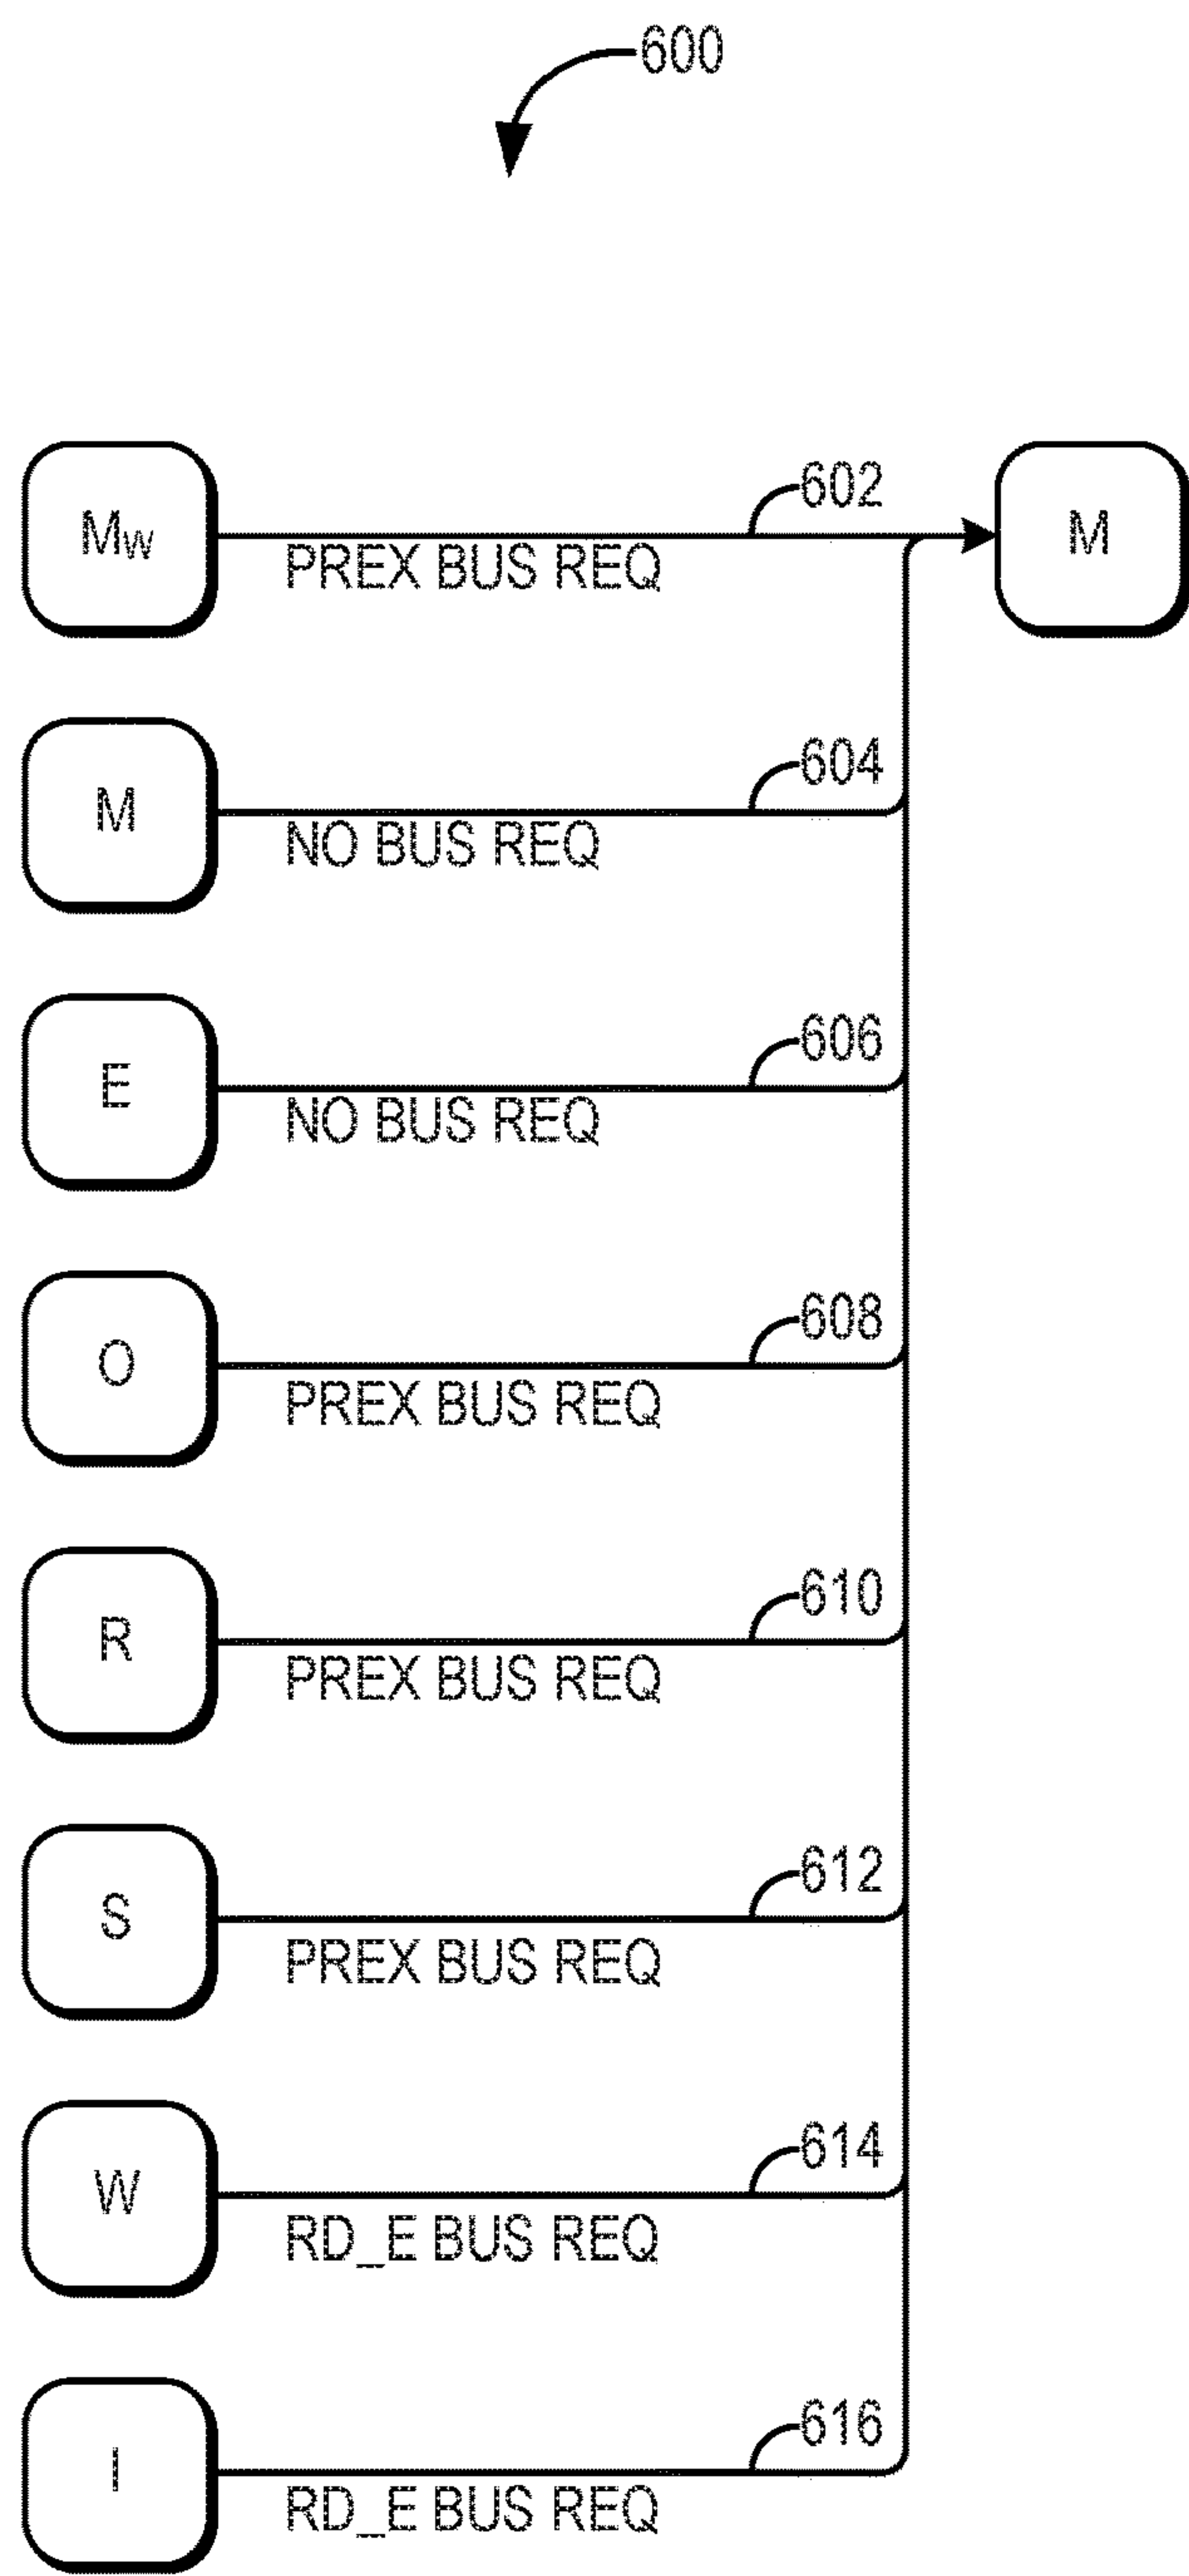 600
Mw
602
PREX BUS REQ
M
M
604
NO BUS REQ
E
606
NO BUS REQ
O
608
PREX BUS REQ
R
610
PREX BUS REQ
S
612
PREX BUS REQ
W
614
RD_E BUS REQ
I
616
RD_E BUS REQ